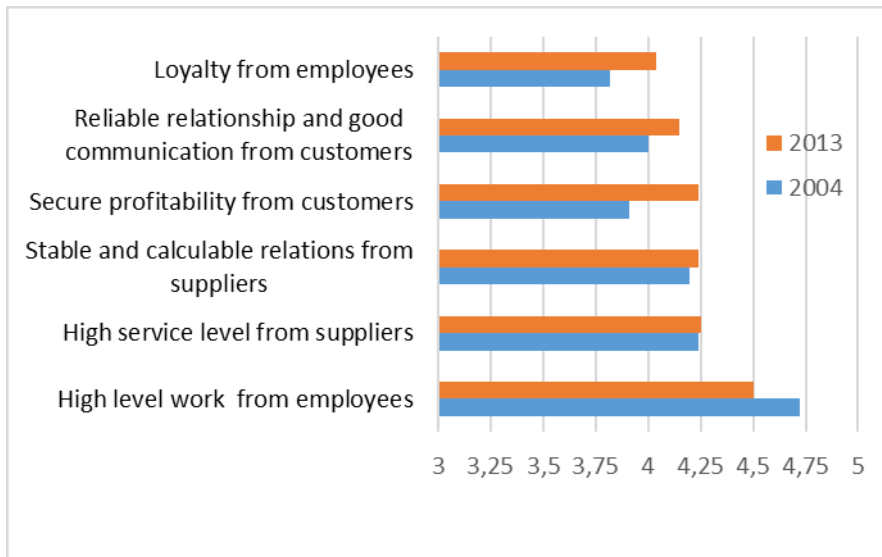 Loyalty from employees
Reliable relationship and good
communication from customers
Secure profitability from customers
Stable and calculable relations from
suppliers
High service level from suppliers
High level work  from employees
2013
2004
3 3,25 3,5 3,75 4 4,25 4,5 4,75 5